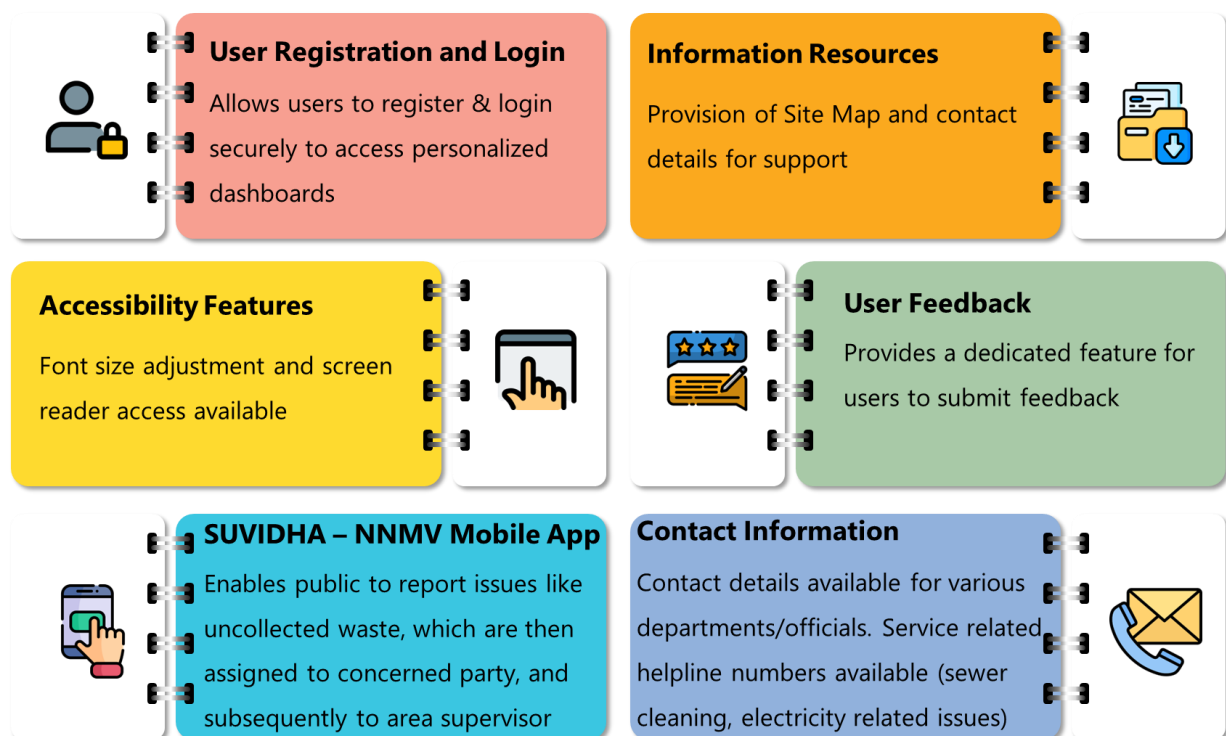 User Registration and Login
Allows users to register & login
securely to access personalized
dashboards
Information Resources
Provision of Site Map and contact
details for support
Accessibility Features
Font size adjustment and screen
reader access available
User Feedback
Provides a dedicated feature for
users to submit feedback
SUVIDHA – NNMV Mobile App
Enables public to report issues like
uncollected waste, which are then
assigned to concerned party, and
subsequently to area supervisor
Contact Information
Contact details available for various
departments/officials. Service related
helpline numbers available (sewer
cleaning, electricity related issues)